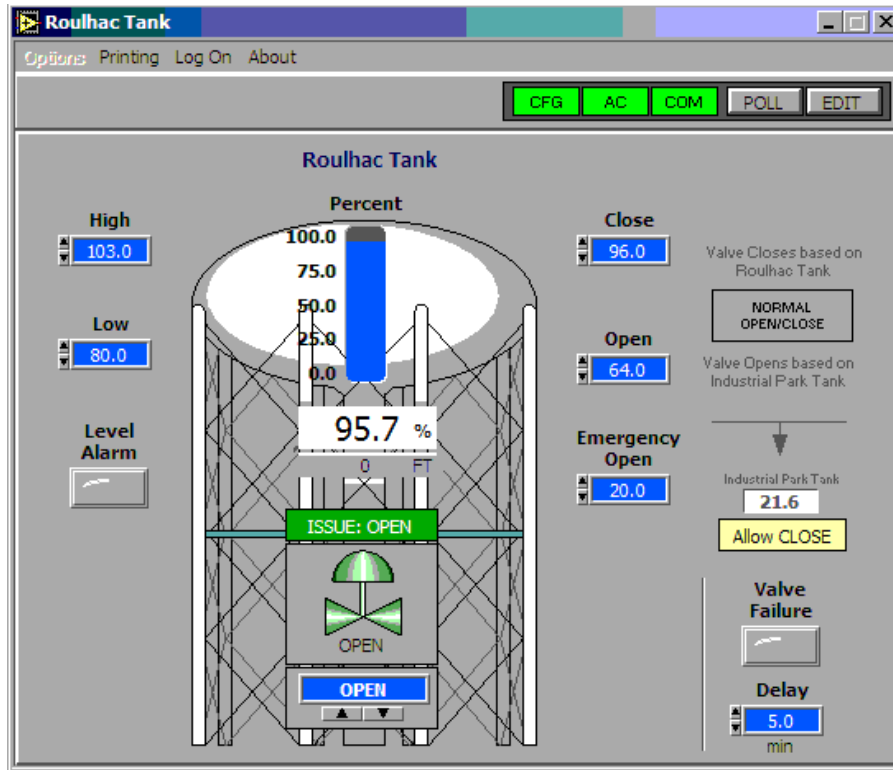 Roulhac Tank
Options Printing Log On About
CFG AC COM POLL EDIT
Roulhac Tank
High
103.0
Low
80.0
Level
Alarm
Percent
100.0
75.0
50.0
25.0
0.0
95.7 %
0 FT
ISSUE: OPEN
OPEN
OPEN
Close
96.0
Open
64.0
Emergency
Open
20.0
Valve Closes based on
Roulhac Tank
NORMAL
OPEN/CLOSE
Valve Opens based on
Industrial Park Tank
Industrial Park Tank
21.6
Allow CLOSE
Valve
Failure
Delay
5.0
min